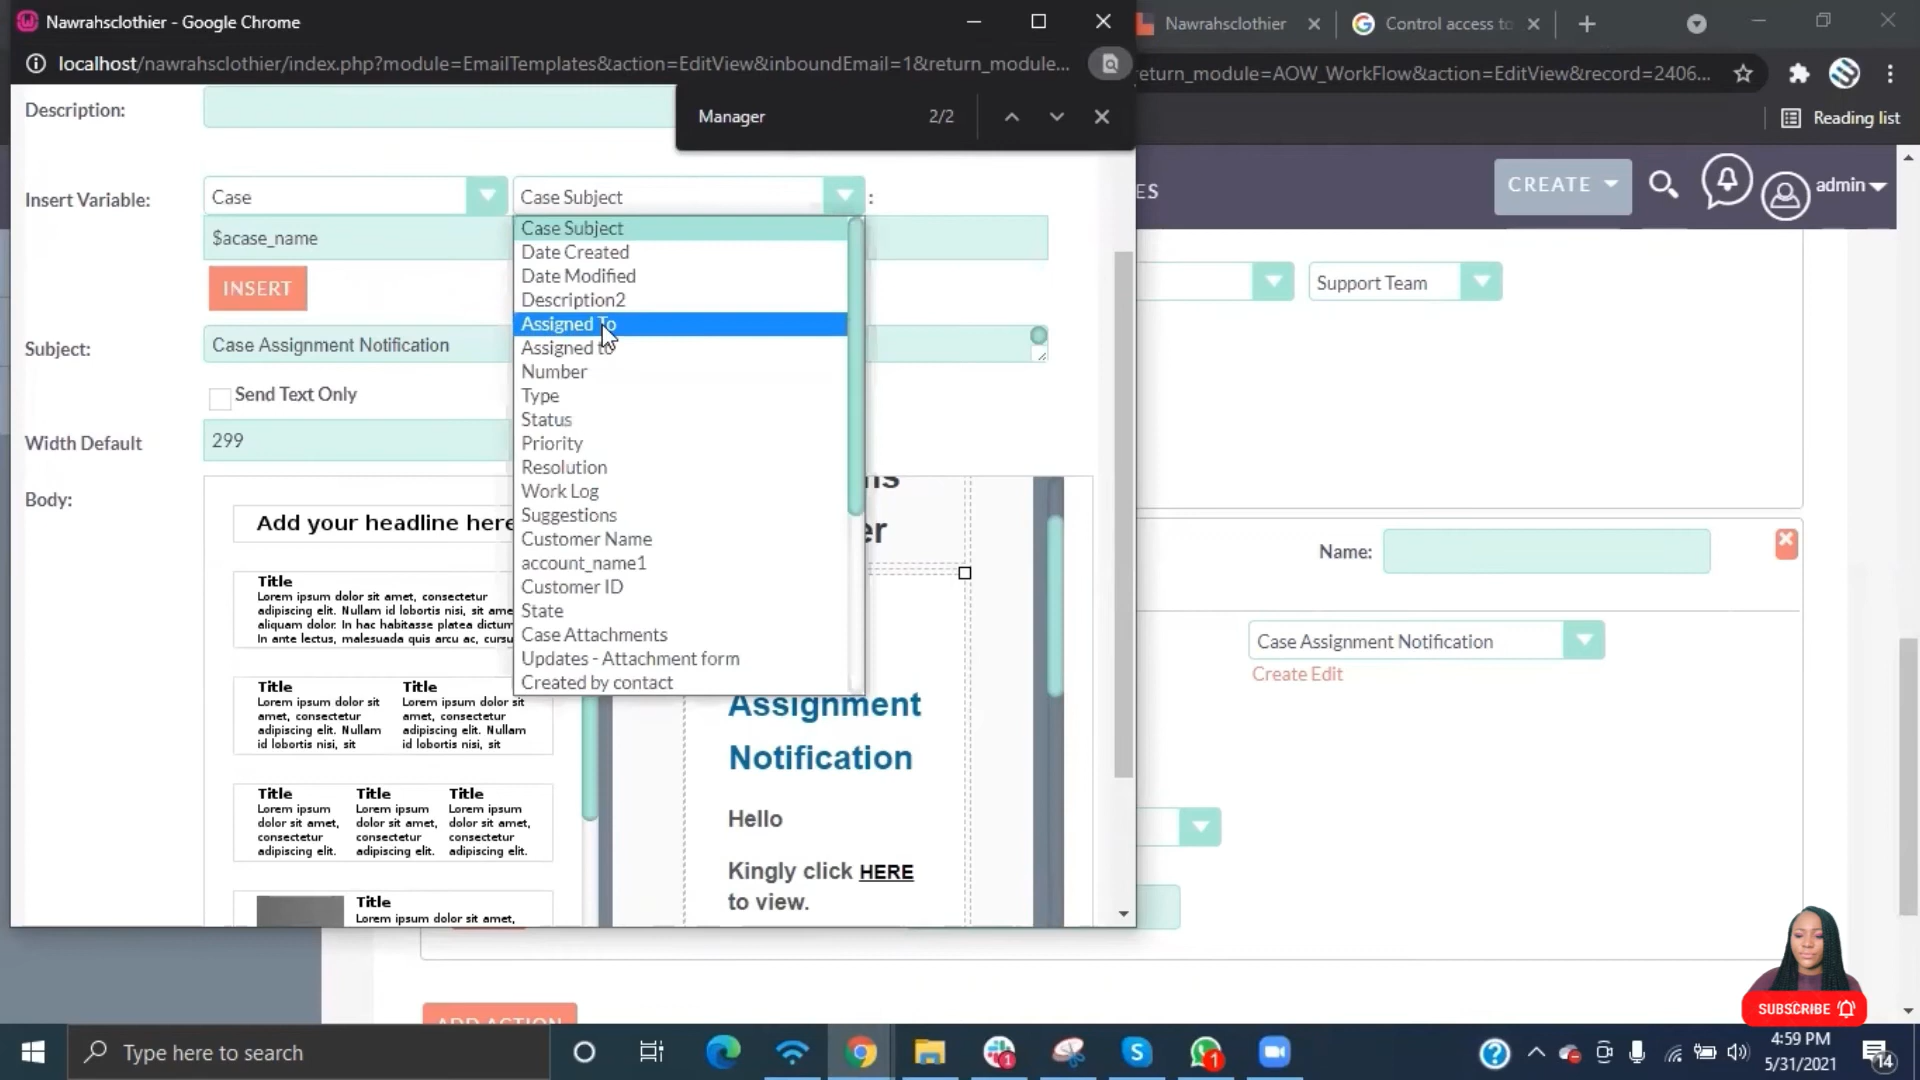 Nawrahsclothier - Google Chrome
Nawrahsclothier
Control access to
localhost/nawrahsclothier/index.php?module=EmailTemplates&action=EditView&inboundEmail=1&return_module...
return_module=AOW_WorkFlow&action=EditView&record=2406...
Description:
Manager
2/2
Reading list
Insert Variable:
Case
Case Subject
:
ES
CREATE
admin
$acase_name
INSERT
Case Subject
Date Created
Date Modified
Description2
Assigned To
Assigned to
Number
Type
Status
Priority
Resolution
Work Log
Suggestions
Customer Name
account_name1
Customer ID
State
Case Attachments
Updates - Attachment form
Created by contact
Support Team
Subject:
Case Assignment Notification
Send Text Only
Width Default
299
Body:
Add your headline here
Title
Lorem ipsum dolor sit amet, consectetur
adipiscing elit. Nullam id lobortis nisi, sit ame
aliquam dolor. In hac habitasse platea dictum
In ante lectus, malesuada quis arcu ac, cursu
Title
Lorem ipsum dolor sit
amet, consectetur
adipiscing elit. Nullam
id lobortis nisi, sit
Title
Lorem ipsum dolor sit
amet, consectetur
adipiscing elit. Nullam
id lobortis nisi, sit
Title
Lorem ipsum
dolor sit amet,
consectetur
adipiscing elit.
Title
Lorem ipsum
dolor sit amet,
consectetur
adipiscing elit.
Title
Lorem ipsum
dolor sit amet,
consectetur
adipiscing elit.
Title
Lorem ipsum dolor sit amet,
er
Assignment
Notification
Hello
Kingly click HERE
to view.
Name:
Case Assignment Notification
Create Edit
ADD ACTION
SUBSCRIBE
Type here to search
1
1
4:59 PM
5/31/2021
14